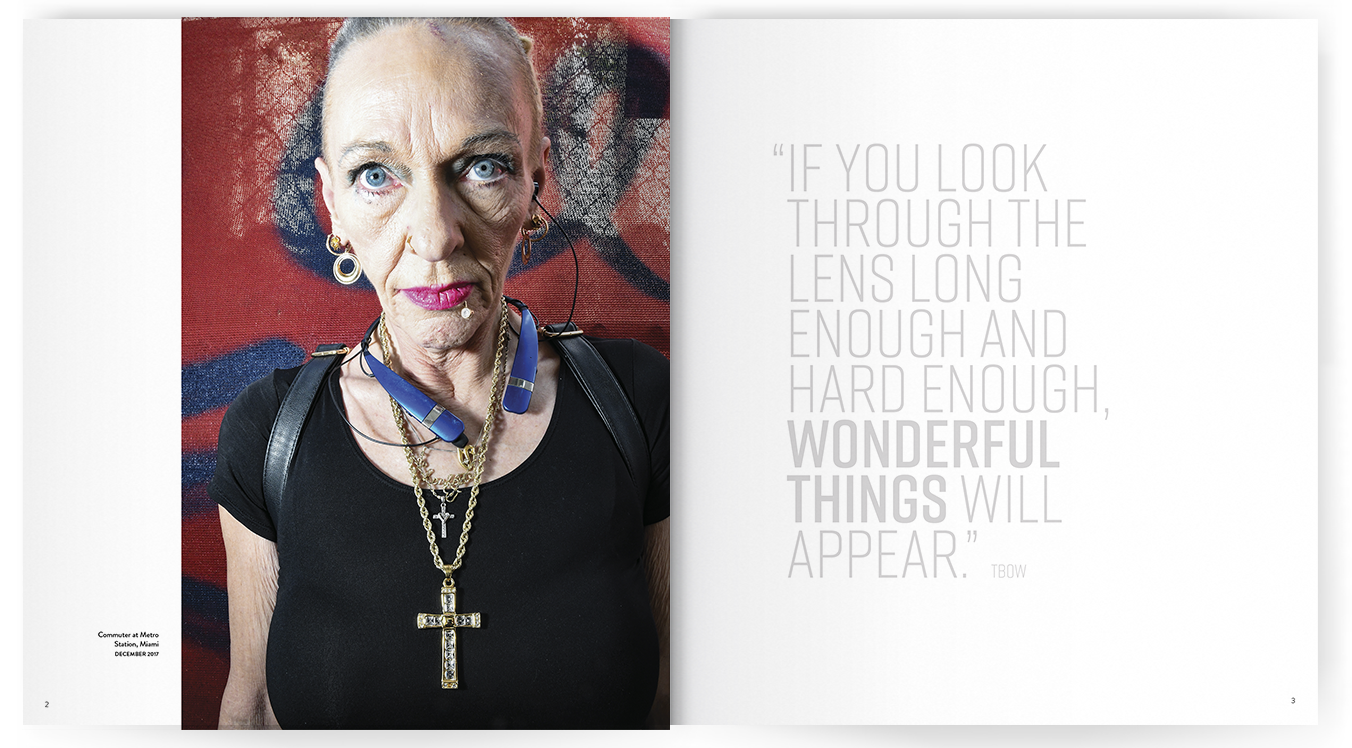 Commuter at Metro
Station, Miami
DECEMBER 2017
2
“IF YOU LOOK
THROUGH THE
LENS LONG
ENOUGH AND
HARD ENOUGH,
WONDERFUL
THINGS WILL
APPEAR.” TBOW
3